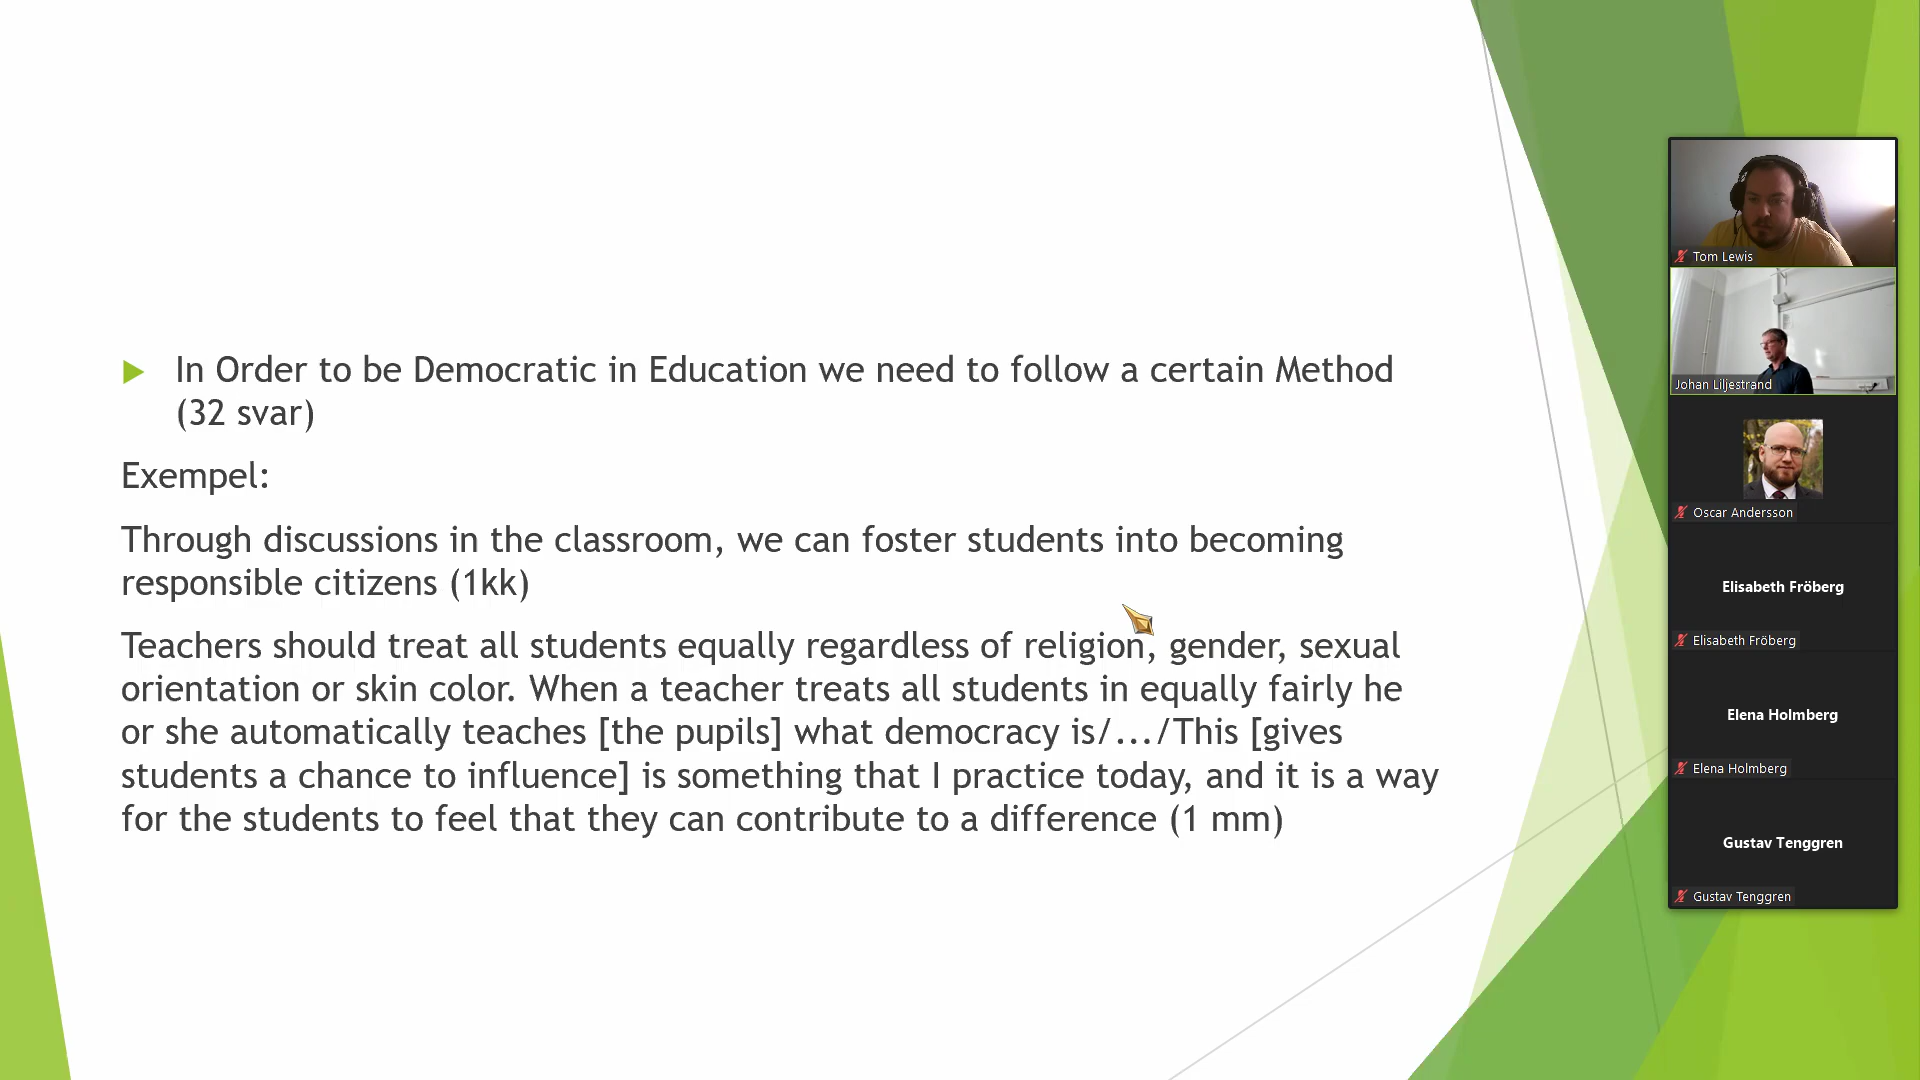 In Order to be Democratic in Education we need to follow a certain Method
(32 svar)
Exempel:
Through discussions in the classroom, we can foster students into becoming
responsible citizens (1kk)
Teachers should treat all students equally regardless of religion, gender, sexual
orientation or skin color. When a teacher treats all students in equally fairly he
or she automatically teaches [the pupils] what democracy is/.../This [gives
students a chance to influence] is something that I practice today, and it is a way
for the students to feel that they can contribute to a difference (1 mm)
Tom Lewis
Johan Liljestrand
Oscar Andersson
Elisabeth Fröberg
Elisabeth Fröberg
Elena Holmberg
Elena Holmberg
Gustav Tenggren
Gustav Tenggren